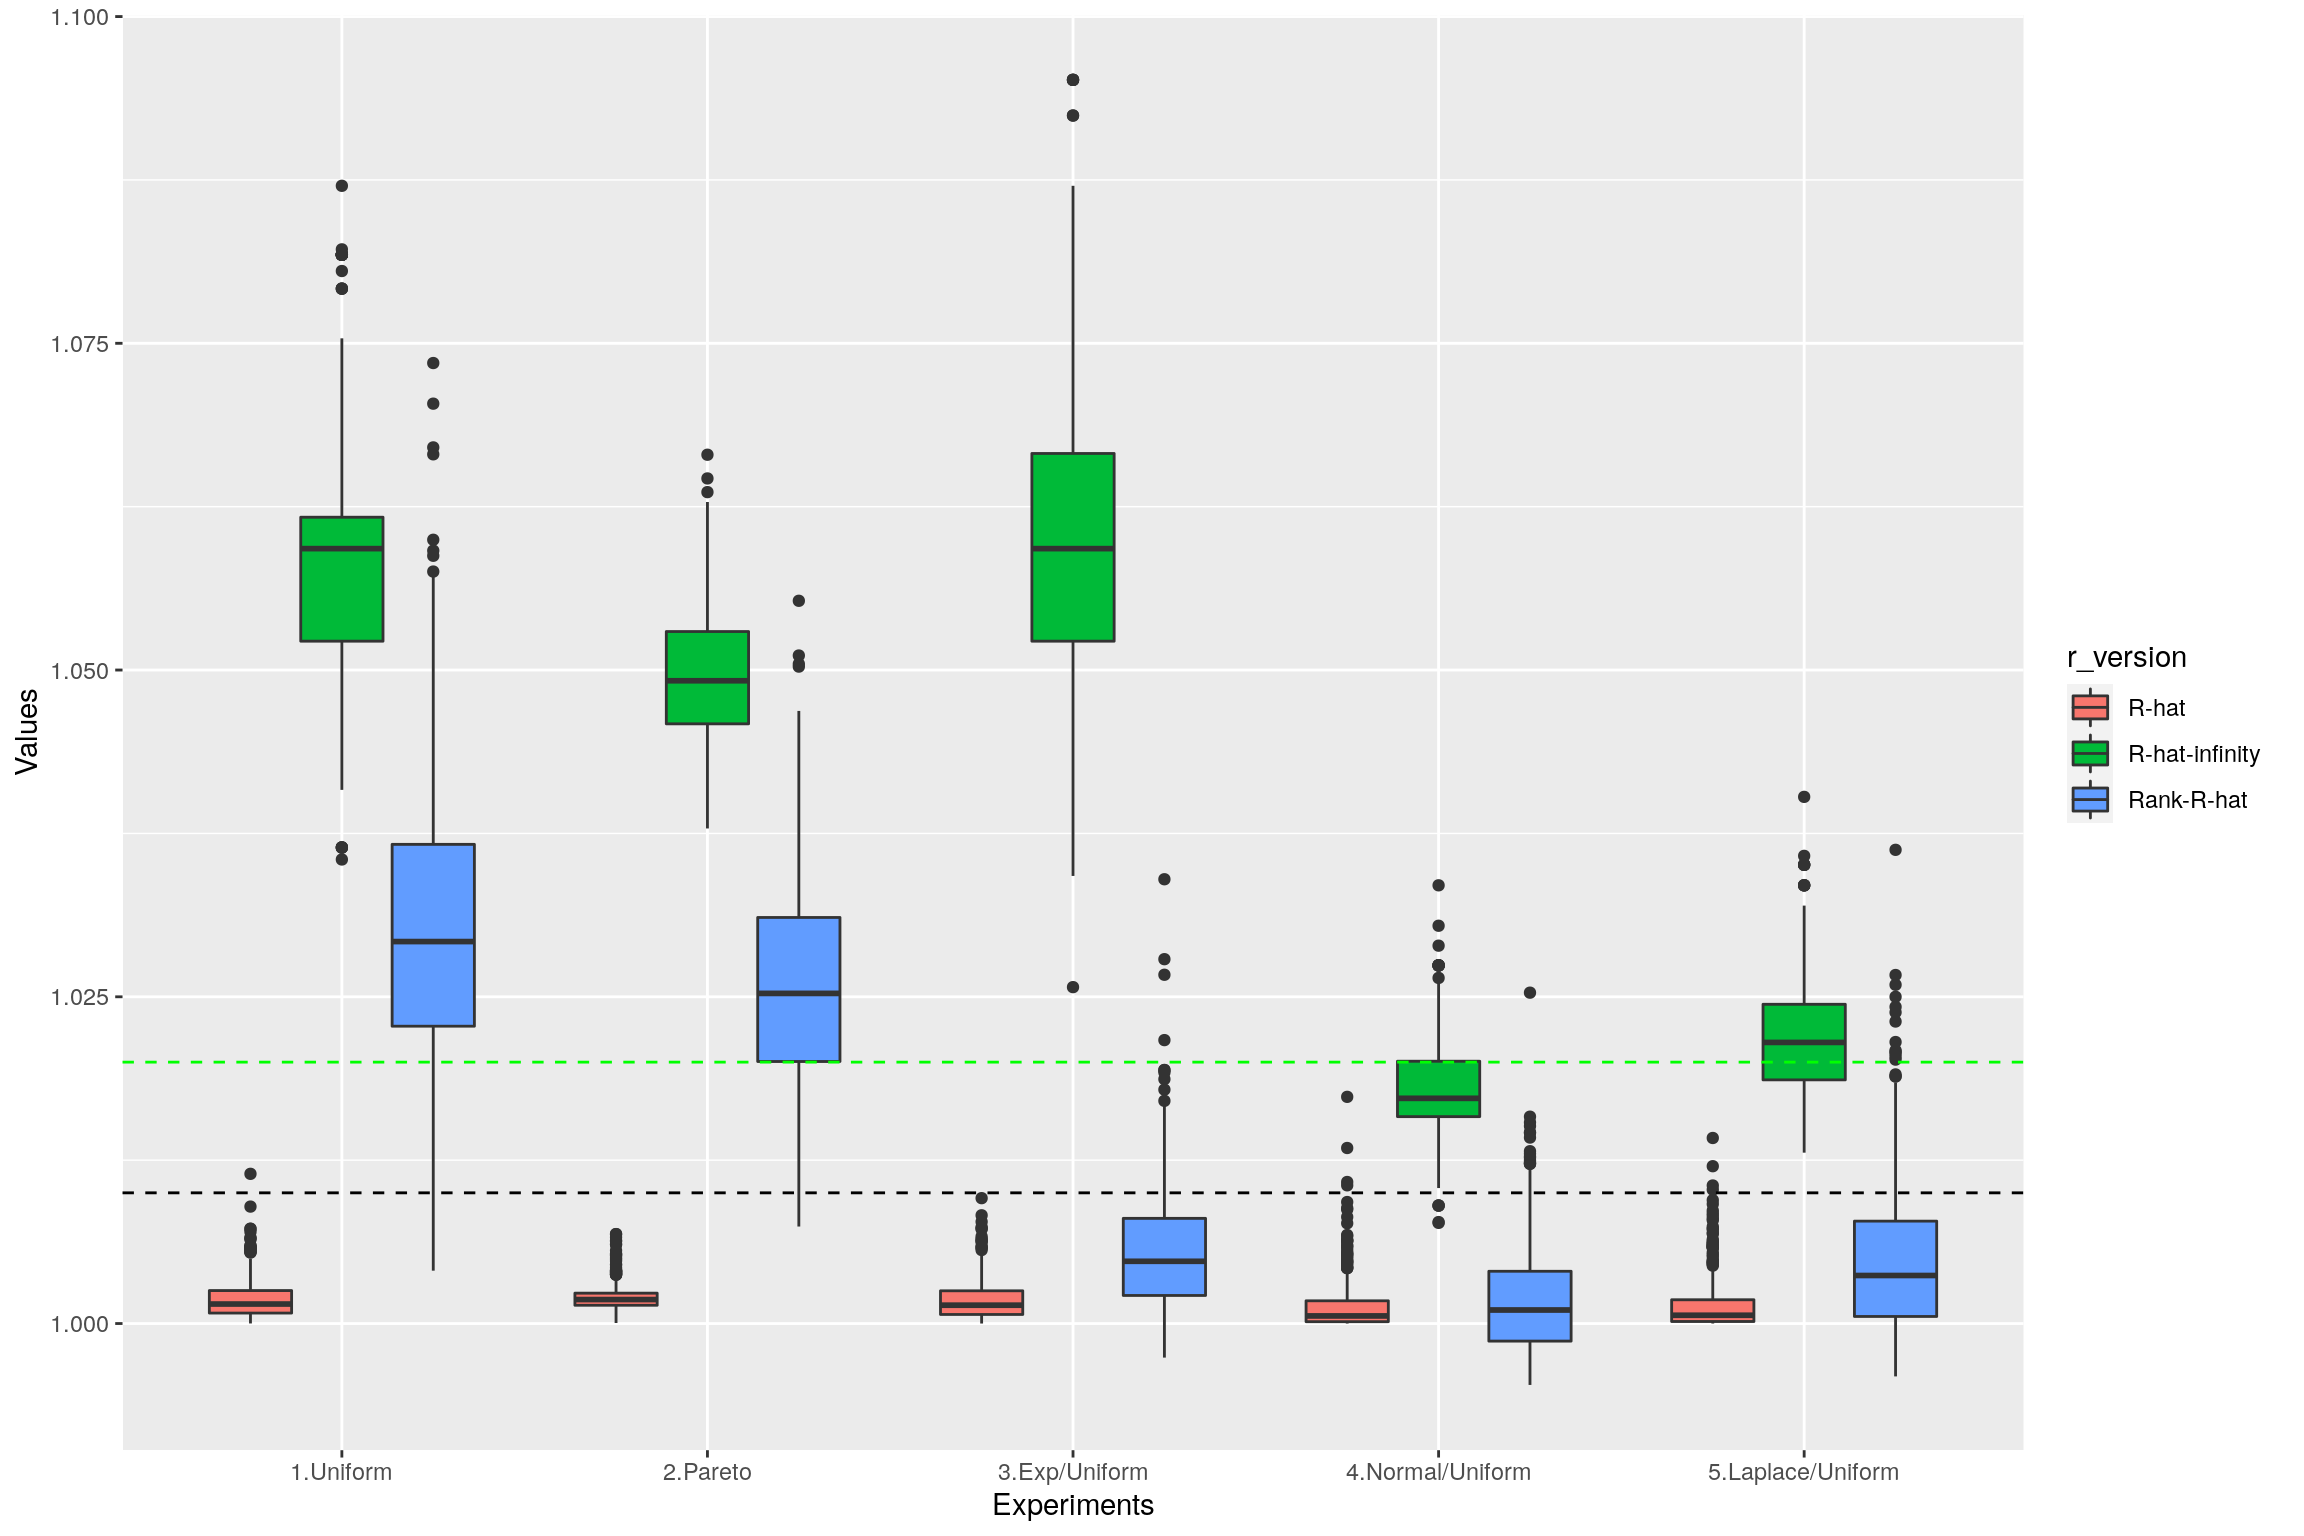 1.100
1.075
1.050
1.025
1.000
Values
1.Uniform
2.Pareto
3.Exp/Uniform
4.Normal/Uniform
5.Laplace/Uniform
Experiments
r_version
R-hat
R-hat-infinity
Rank-R-hat